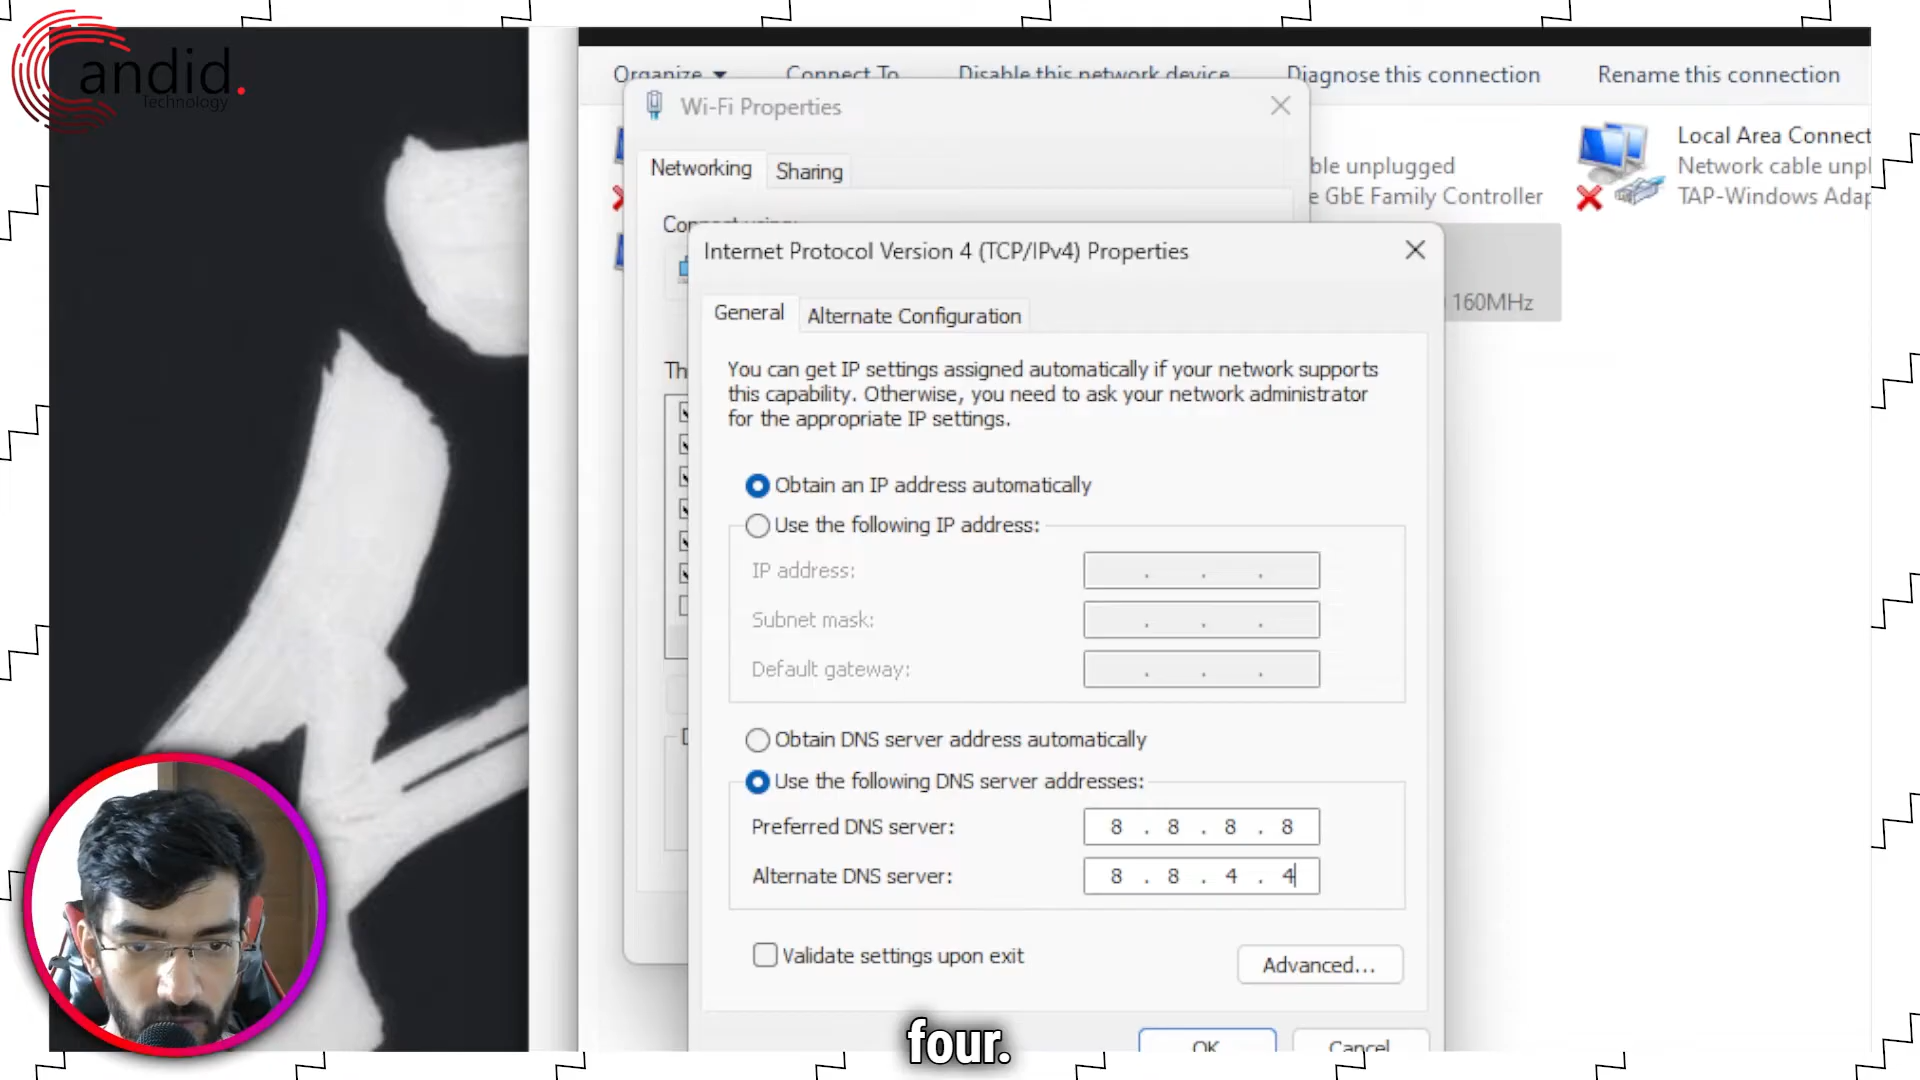 andid.
Technology
Organize
Connect To
Disable this network device
Diagnose this connection
Rename this connection
Wi-Fi Properties
Networking
Sharing
ble unplugged
e GbE Family Controller
Local Area Connect
Network cable unpl
TAP-Windows Adap
160MHz
Connect using:
Th
Internet Protocol Version 4 (TCP/IPv4) Properties
General
Alternate Configuration
You can get IP settings assigned automatically if your network supports
this capability. Otherwise, you need to ask your network administrator
for the appropriate IP settings.
Obtain an IP address automatically
Use the following IP address:
IP address: . . .
Subnet mask: . . .
Default gateway: . . .
Obtain DNS server address automatically
Use the following DNS server addresses:
Preferred DNS server: 8 . 8 . 8 . 8
Alternate DNS server: 8 . 8 . 4 . 4
Validate settings upon exit
Advanced...
OK
Cancel
four.